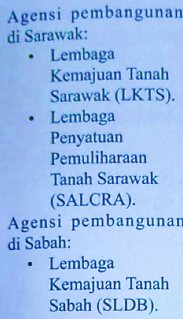 Agensi pembangunan
di Sarawak:
• Lembaga
Kemajuan Tanah
Sarawak (LKTS).
• Lembaga
Penyatuan
Pemuliharaan
Tanah Sarawak
(SALCRA).
Agensi pembangunan
di Sabah:
• Lembaga
Kemajuan Tanah
Sabah (SLDB).